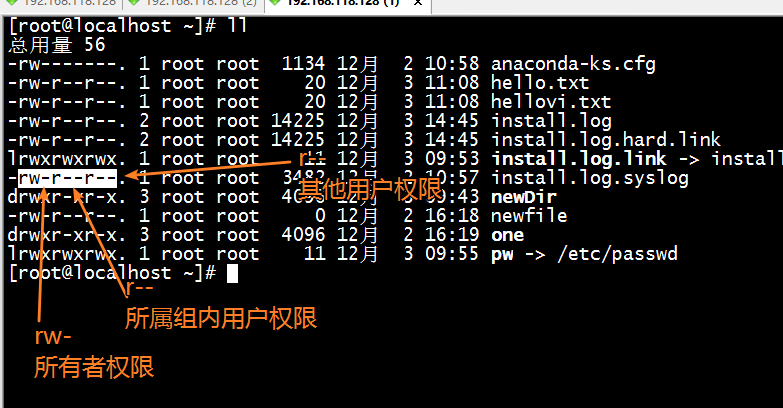 192.168.118.128 192.168.118.128 (2) 192.168.118.128 (1) ×
[root@localhost ~]# ll
总用量 56
-rw-------. 1 root root 1134 12月 2 10:58 anaconda-ks.cfg
-rw-r--r--. 1 root root 20 12月 3 11:08 hello.txt
-rw-r--r--. 1 root root 20 12月 3 11:08 hellovi.txt
-rw-r--r--. 2 root root 14225 12月 3 14:45 install.log
-rw-r--r--. 2 root root 14225 12月 3 14:45 install.log.hard.link
lrwxrwxrwx. 1 root root 11 12月 3 09:53 install.log.link -> install
-rw-r--r--. 1 root root 3482 12月 2 10:57 install.log.syslog
drwxr-xr-x. 3 root root 4096 12月 3 09:43 newDir
-rw-r--r--. 1 root root 0 12月 2 16:18 newfile
drwxr-xr-x. 3 root root 4096 12月 2 16:19 one
lrwxrwxrwx. 1 root root 11 12月 3 09:55 pw -> /etc/passwd
[root@localhost ~]#
r--
其他用户权限
r--
所属组内用户权限
rw-
所有者权限